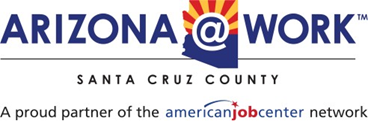 ARIZONA @ WORK™
SANTA CRUZ COUNTY
A proud partner of the americanjobcenter network